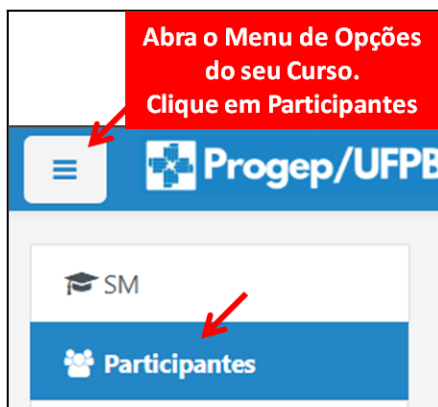 Abra o Menu de Opções
do seu Curso.
Clique em Participantes
Progep/UFPB
SM
Participantes